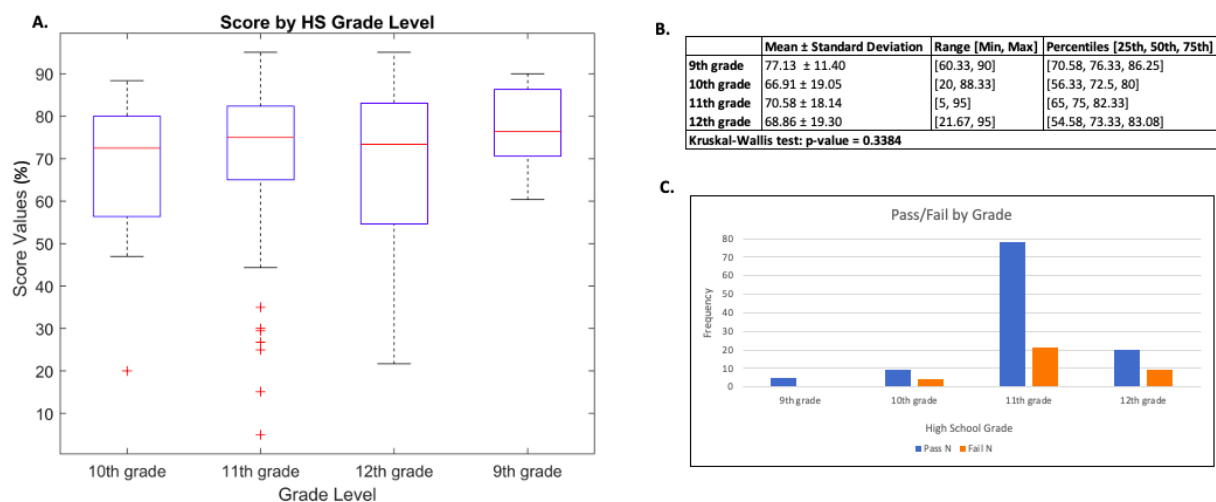 A.
Score by HS Grade Level
90
80
70
60
50
40
30
20
10
Score Values (%)
10th grade 11th grade 12th grade 9th grade
Grade Level
B.
Mean ± Standard Deviation Range [Min, Max] Percentiles [25th, 50th, 75th]
9th grade 77.13 ± 11.40 [60.33, 90] [70.58, 76.33, 86.25]
10th grade 66.91 ± 19.05 [20, 88.33] [56.33, 72.5, 80]
11th grade 70.58 ± 18.14 [5, 95] [65, 75, 82.33]
12th grade 68.86 ± 19.30 [21.67, 95] [54.58, 73.33, 83.08]
Kruskal-Wallis test: p-value = 0.3384
C.
Pass/Fail by Grade
80
70
60
50
40
30
20
10
0
Frequency
9th grade 10th grade 11th grade 12th grade
High School Grade
Pass N Fail N